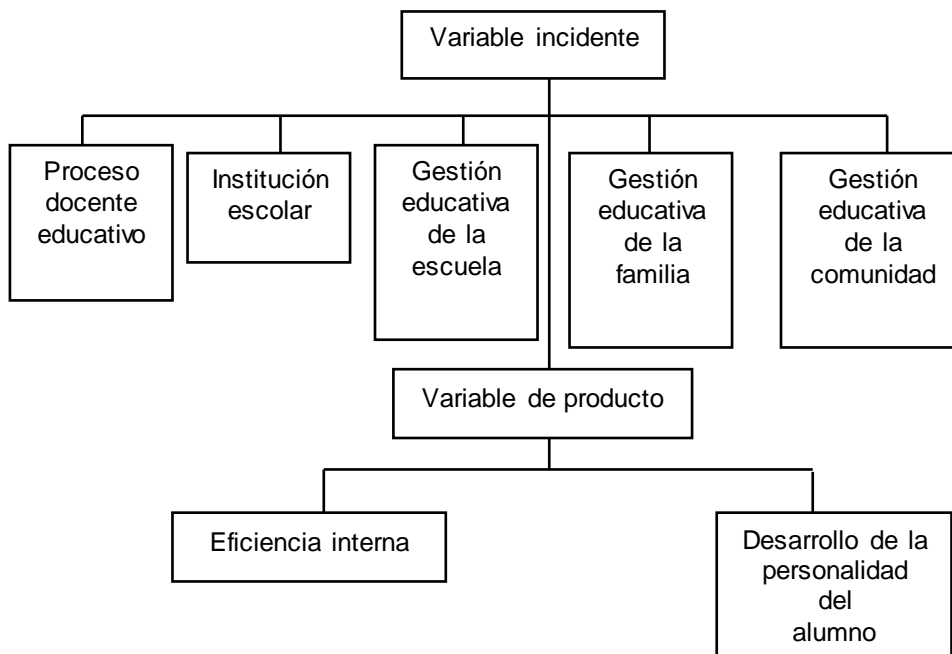 Variable incidente
Proceso
docente
educativo
Institución
escolar
Gestión
educativa
de la
escuela
Gestión
educativa
de la
familia
Gestión
educativa
de la
comunidad
Variable de producto
Eficiencia interna
Desarrollo de la
personalidad
del
alumno